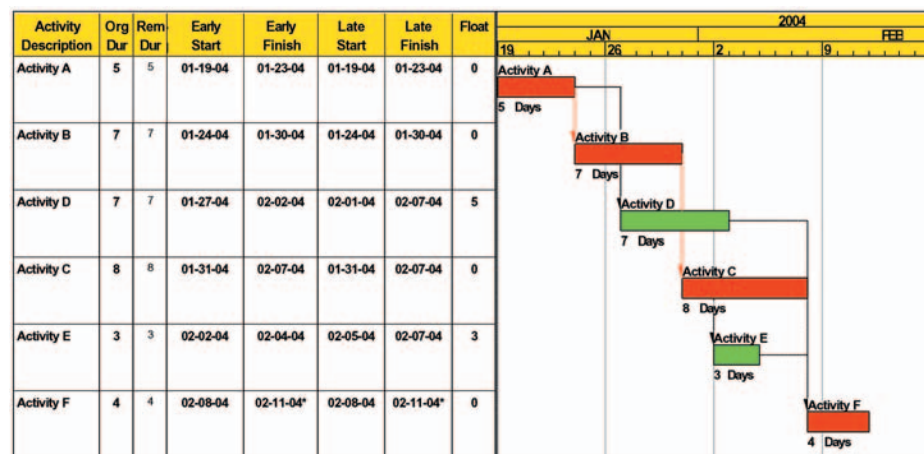 Activity Description Org Dur Rem Dur Early Start Early Finish Late Start Late Finish Float
2004
JAN FEB
19 26 2 9
Activity A 5 5 01-19-04 01-23-04 01-19-04 01-23-04 0
Activity A
5 Days
Activity B 7 7 01-24-04 01-30-04 01-24-04 01-30-04 0
Activity B
7 Days
Activity D 7 7 01-27-04 02-02-04 02-01-04 02-07-04 5
Activity D
7 Days
Activity C 8 8 01-31-04 02-07-04 01-31-04 02-07-04 0
Activity C
8 Days
Activity E 3 3 02-02-04 02-04-04 02-05-04 02-07-04 3
Activity E
3 Days
Activity F 4 4 02-08-04 02-11-04* 02-08-04 02-11-04* 0
Activity F
4 Days